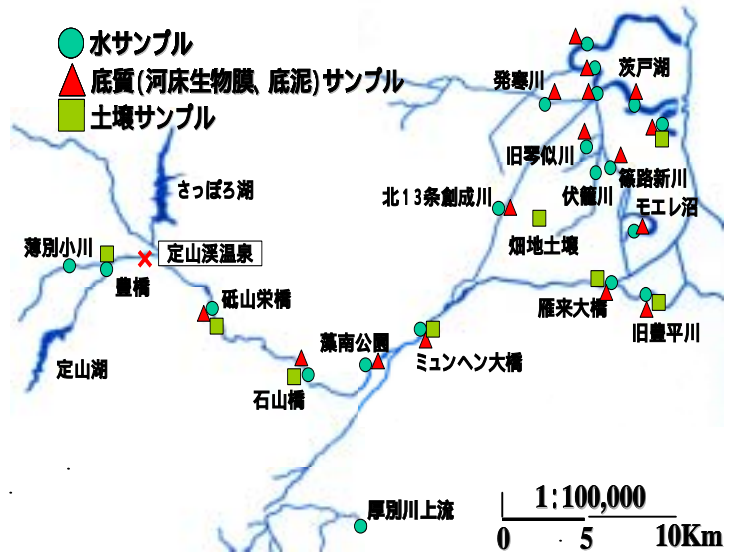 水サンプル
底質(河床生物膜、底泥)サンプル
土壌サンプル
発寒川
茨戸湖
旧琴似川
篠路新川
伏籠川
さっぽろ湖
北13条創成川
モエレ沼
畑地土壌
薄別小川
定山渓温泉
豊橋
砥山栄橋
雁来大橋
旧豊平川
定山湖
藻南公園
ミュンヘン大橋
石山橋
厚別川上流
1:100,000
0 5 10Km